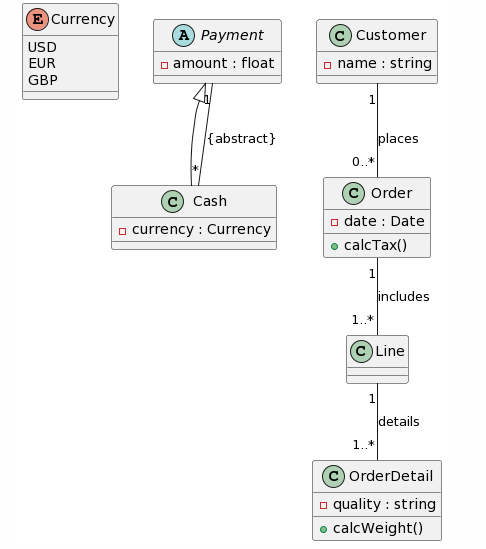 E Currency
USD
EUR
GBP
A Payment
amount : float
1
{abstract}
*
C Cash
currency : Currency
C Customer
name : string
1
places
0..*
C Order
date : Date
calcTax()
1
includes
1..*
C Line
1
details
1..*
C OrderDetail
quality : string
calcWeight()